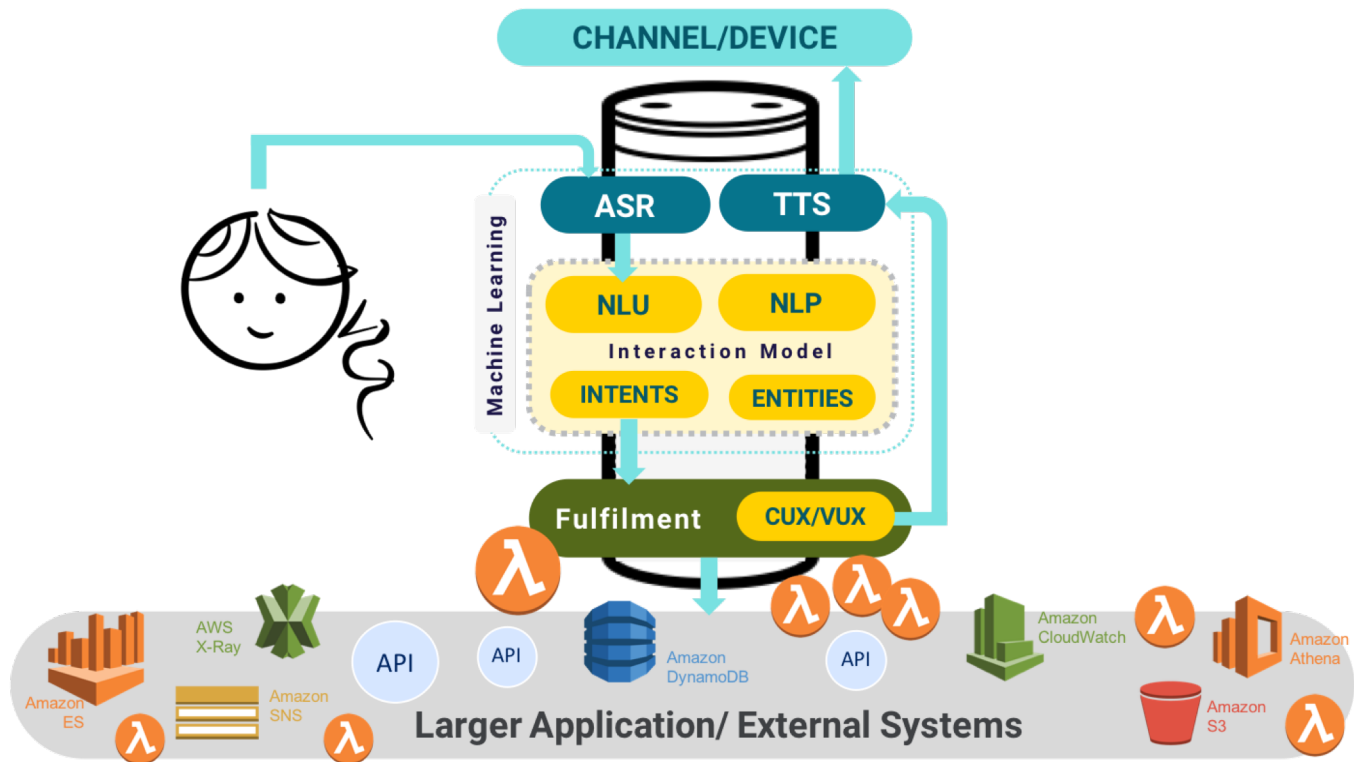 CHANNEL/DEVICE
ASR
TTS
Machine Learning
NLU
NLP
Interaction Model
INTENTS
ENTITIES
Fulfilment
CUX/VUX
λ
λ
λ
λ
λ
AWS
X-Ray
API
API
Amazon
DynamoDB
API
Amazon
CloudWatch
Amazon
Athena
Amazon
ES
λ
Amazon
SNS
λ
Larger Application/ External Systems
Amazon
S3
λ